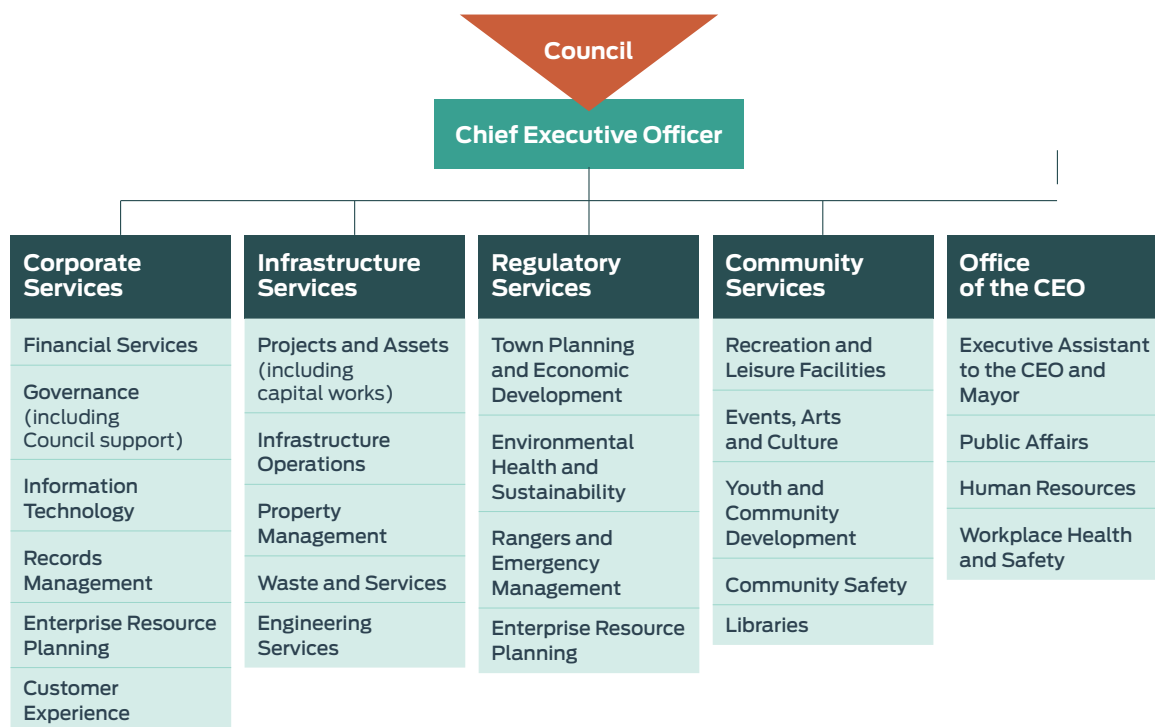 Council
Chief Executive Officer
Corporate
Services
Financial Services
Governance
(including
Council support)
Information
Technology
Records
Management
Enterprise Resource
Planning
Customer
Experience
Infrastructure
Services
Projects and Assets
(including
capital works)
Infrastructure
Operations
Property
Management
Waste and Services
Engineering
Services
Regulatory
Services
Town Planning
and Economic
Development
Environmental
Health and
Sustainability
Rangers and
Emergency
Management
Enterprise Resource
Planning
Community
Services
Recreation and
Leisure Facilities
Events, Arts
and Culture
Youth and
Community
Development
Community Safety
Libraries
Office
of the CEO
Executive Assistant
to the CEO and
Mayor
Public Affairs
Human Resources
Workplace Health
and Safety